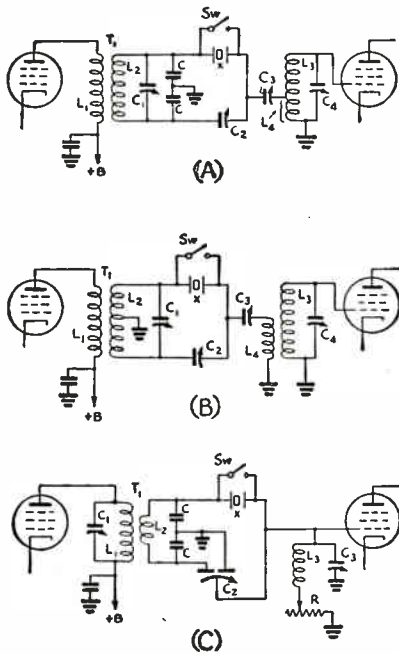 Sw
T₁
L₂
C
X
C₃
L₃
L₁
C₁
C
C₂
L₄
C₄
+B
(A)
Sw
T₁
L₂
X
C₃
L₃
L₁
C₁
C₂
L₄
C₄
+B
(B)
Sw
T₁
C
X
C₁
L₁
L₂
C
C₂
L₃
C₃
R
+B
(C)